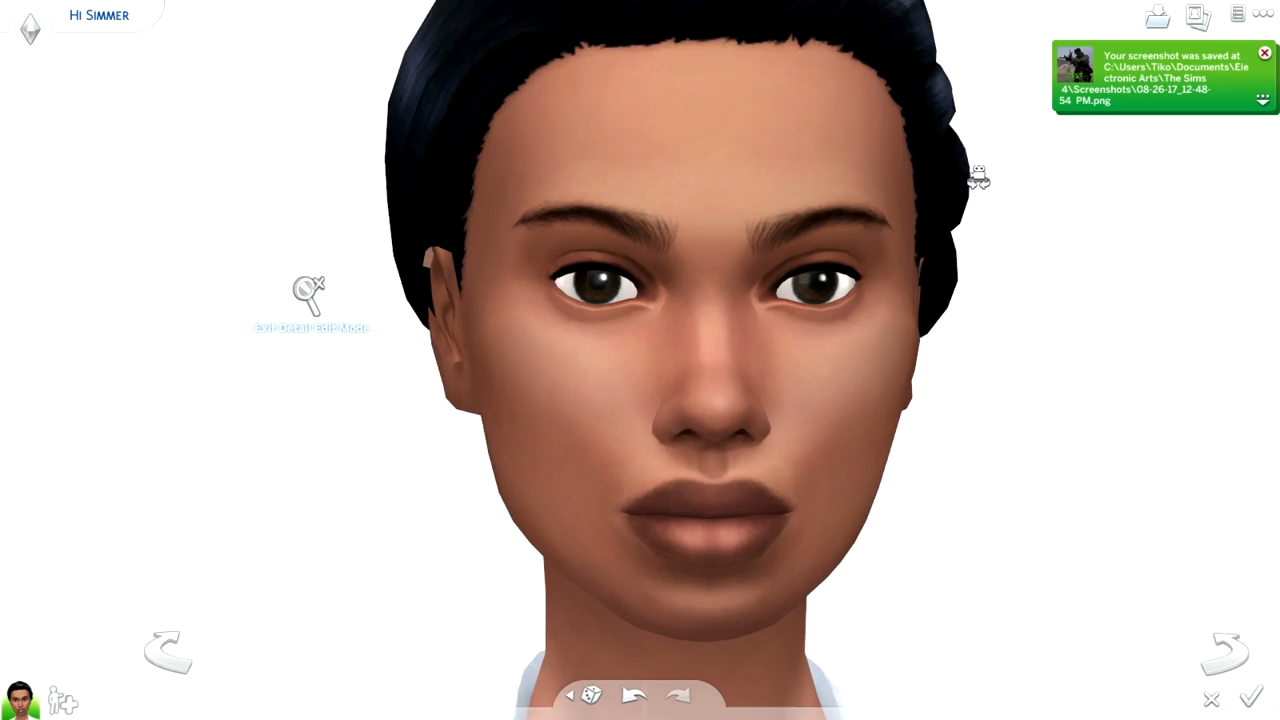 Hi Simmer
Your screenshot was saved at
C:\Users\Tiko\Documents\Ele
ctronic Arts\The Sims
4\Screenshots\08-26-17_12-48-
54 PM.png
Exit Detail Edit Mode